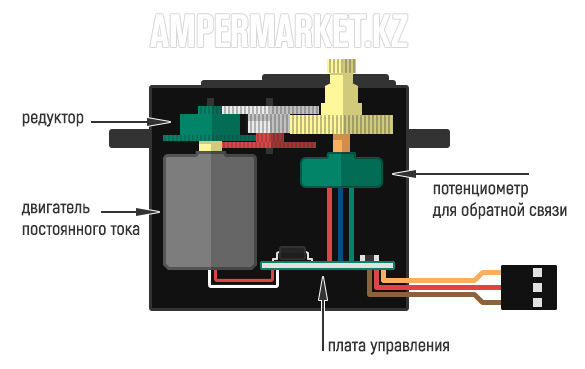 AMPERMARKET.KZ
редуктор
потенциометр
для обратной связи
двигатель
постоянного тока
плата управления